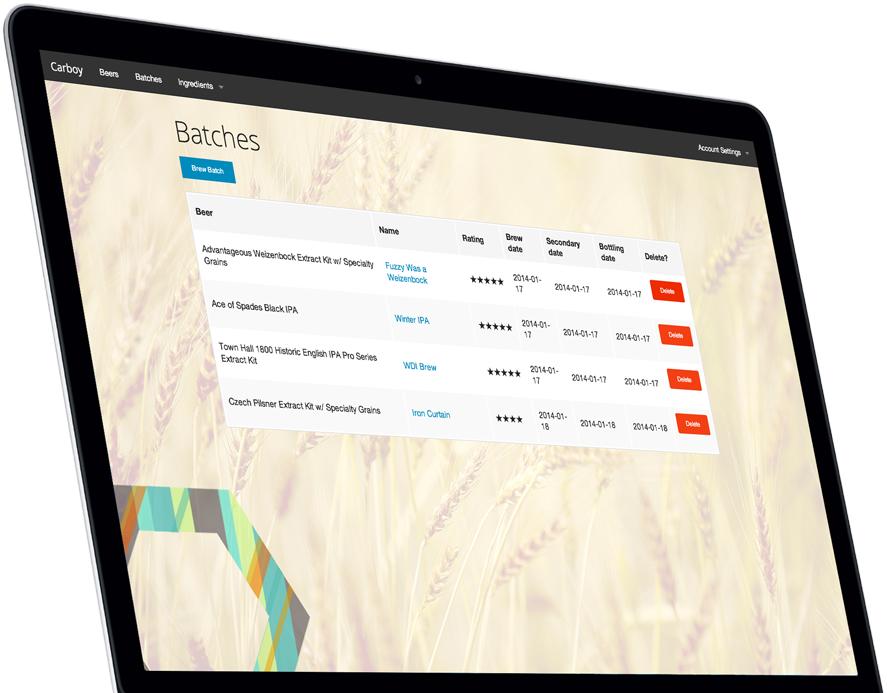 Carboy Beers Batches Ingredients
Account Settings
Batches
Brew Batch
Beer Name Rating Brew date Secondary date Bottling date Delete?
Advantageous Weizenbock Extract Kit w/ Specialty Grains Fuzzy Was a Weizenbock ★★★★★ 2014-01-17 2014-01-17 2014-01-17 Delete
Ace of Spades Black IPA Winter IPA ★★★★★ 2014-01-17 2014-01-17 2014-01-17 Delete
Town Hall 1800 Historic English IPA Pro Series Extract Kit WDI Brew ★★★★★ 2014-01-17 2014-01-17 2014-01-17 Delete
Czech Pilsner Extract Kit w/ Specialty Grains Iron Curtain ★★★★ 2014-01-18 2014-01-18 2014-01-18 Delete